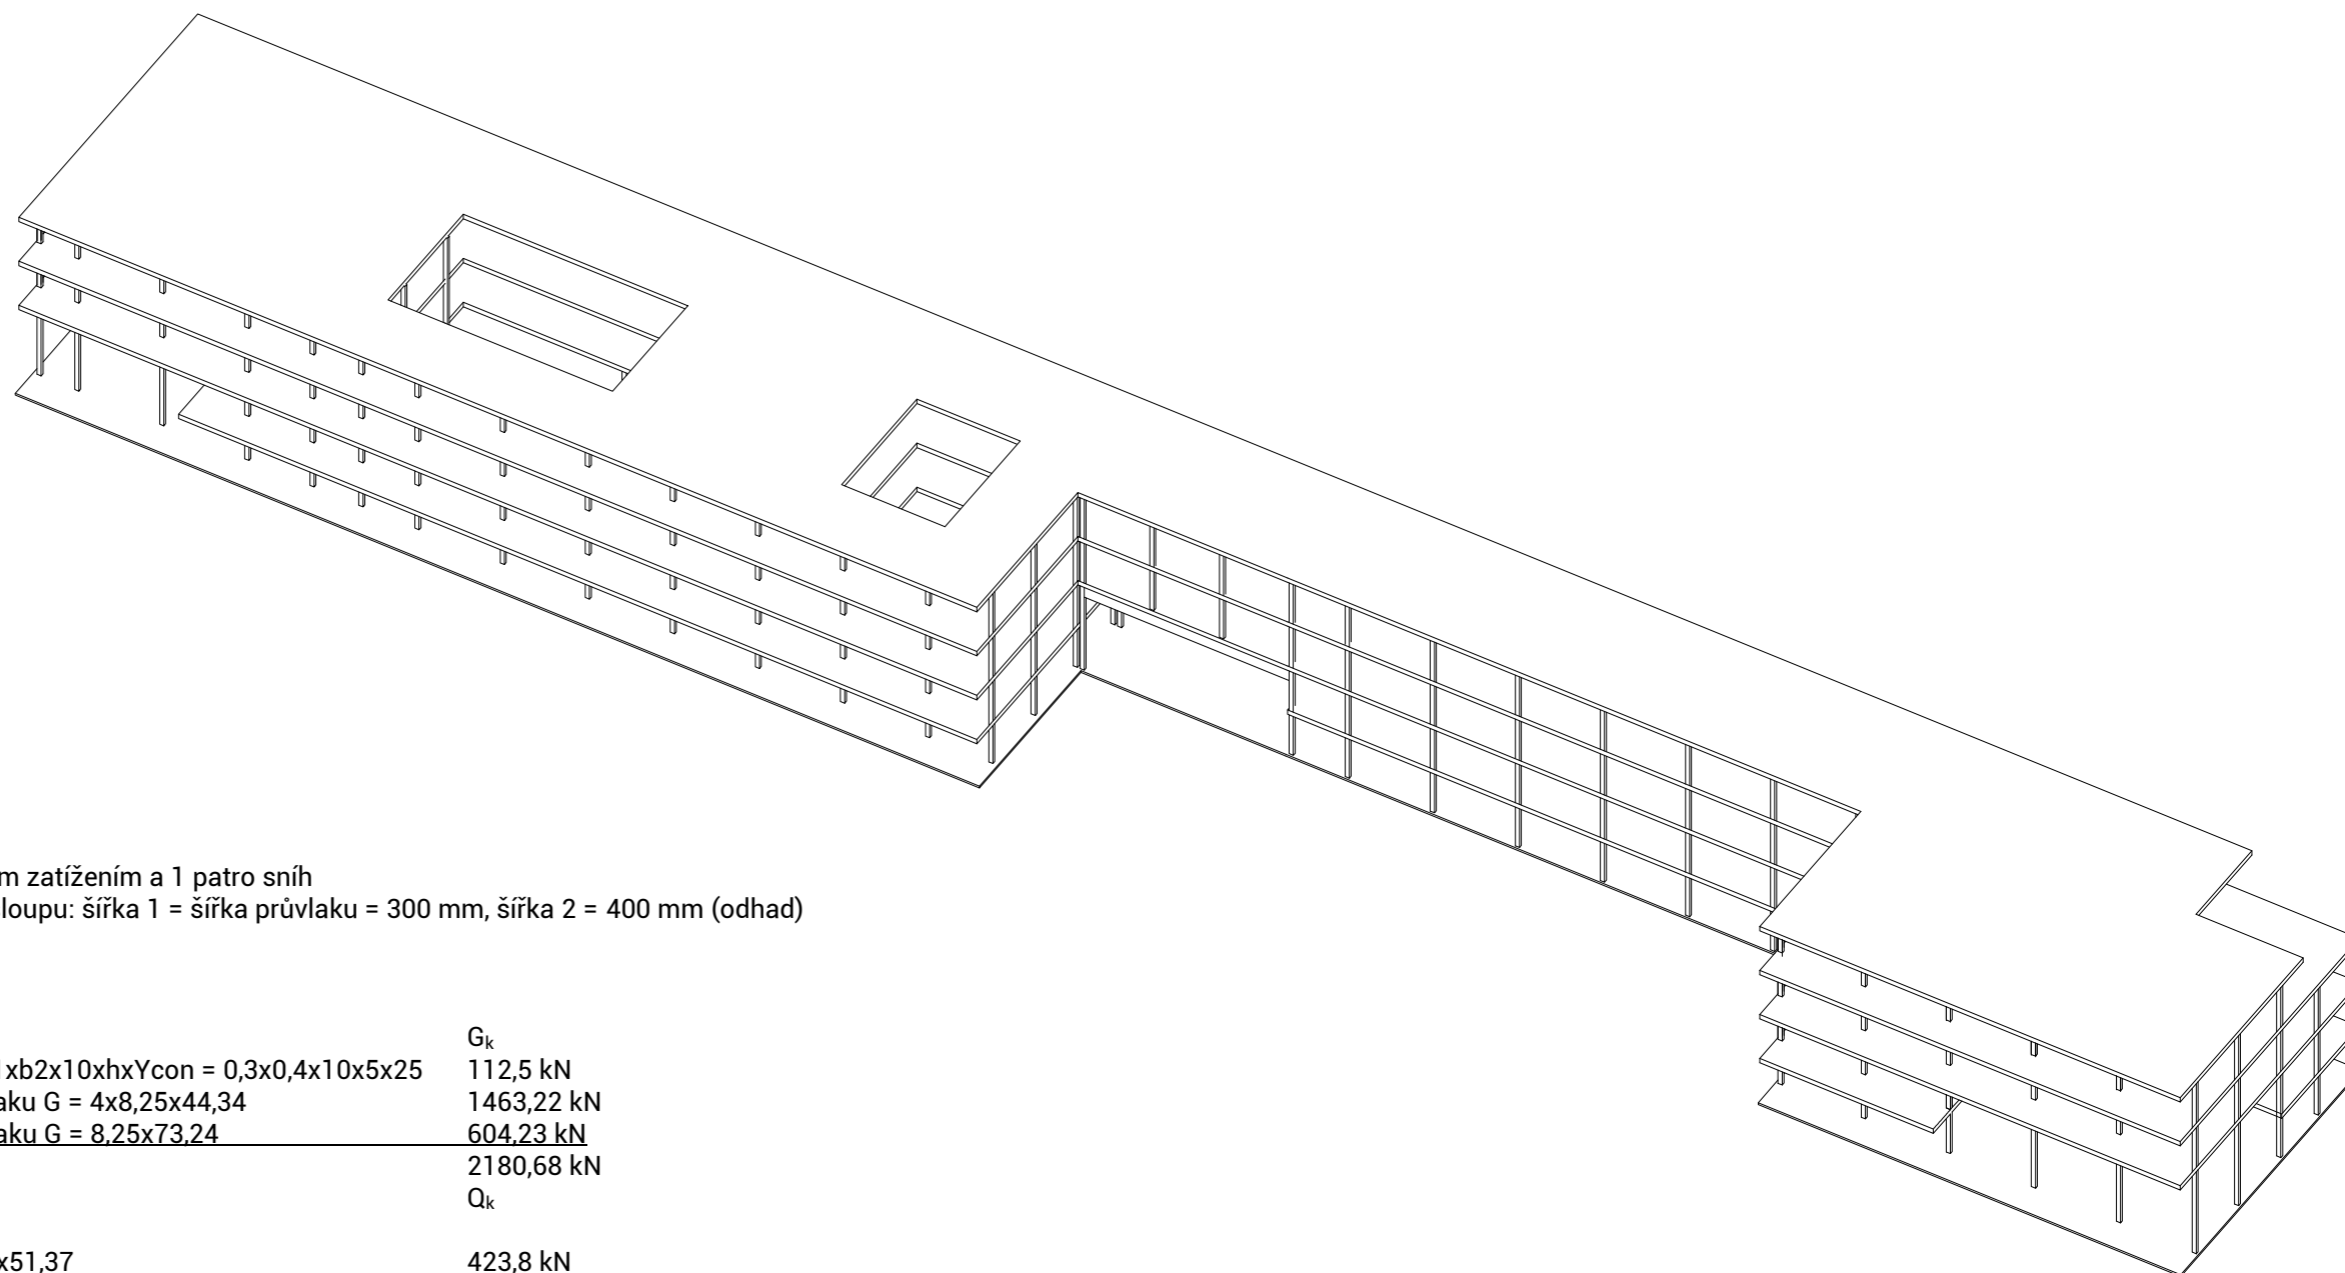 m zatížením a 1 patro sníh
loupu: šířka 1 = šířka průvlaku = 300 mm, šířka 2 = 400 mm (odhad)
Gk
xb2x10xhxYcon = 0,3x0,4x10x5x25 112,5 kN
aku G = 4x8,25x44,34 1463,22 kN
aku G = 8,25x73,24 604,23 kN
2180,68 kN
Qk
x51,37 423,8 kN